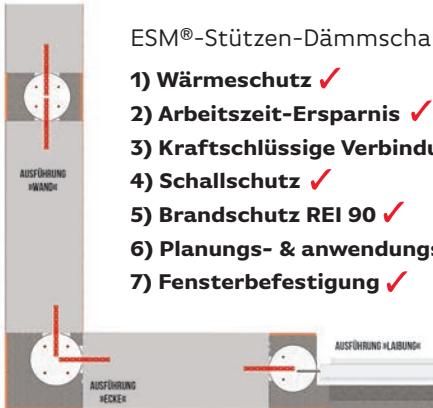 ESM®-Stützen-Dämmscha
1) Wärmeschutz ✓
2) Arbeitszeit-Ersparnis ✓
3) Kraftschlüssige Verbindu
4) Schallschutz ✓
5) Brandschutz REI 90 ✓
6) Planungs- & anwendungs
7) Fensterbefestigung ✓
AUSFÜHRUNG
»WAND«
AUSFÜHRUNG »LAIBUNG«
AUSFÜHRUNG
»ECKE«